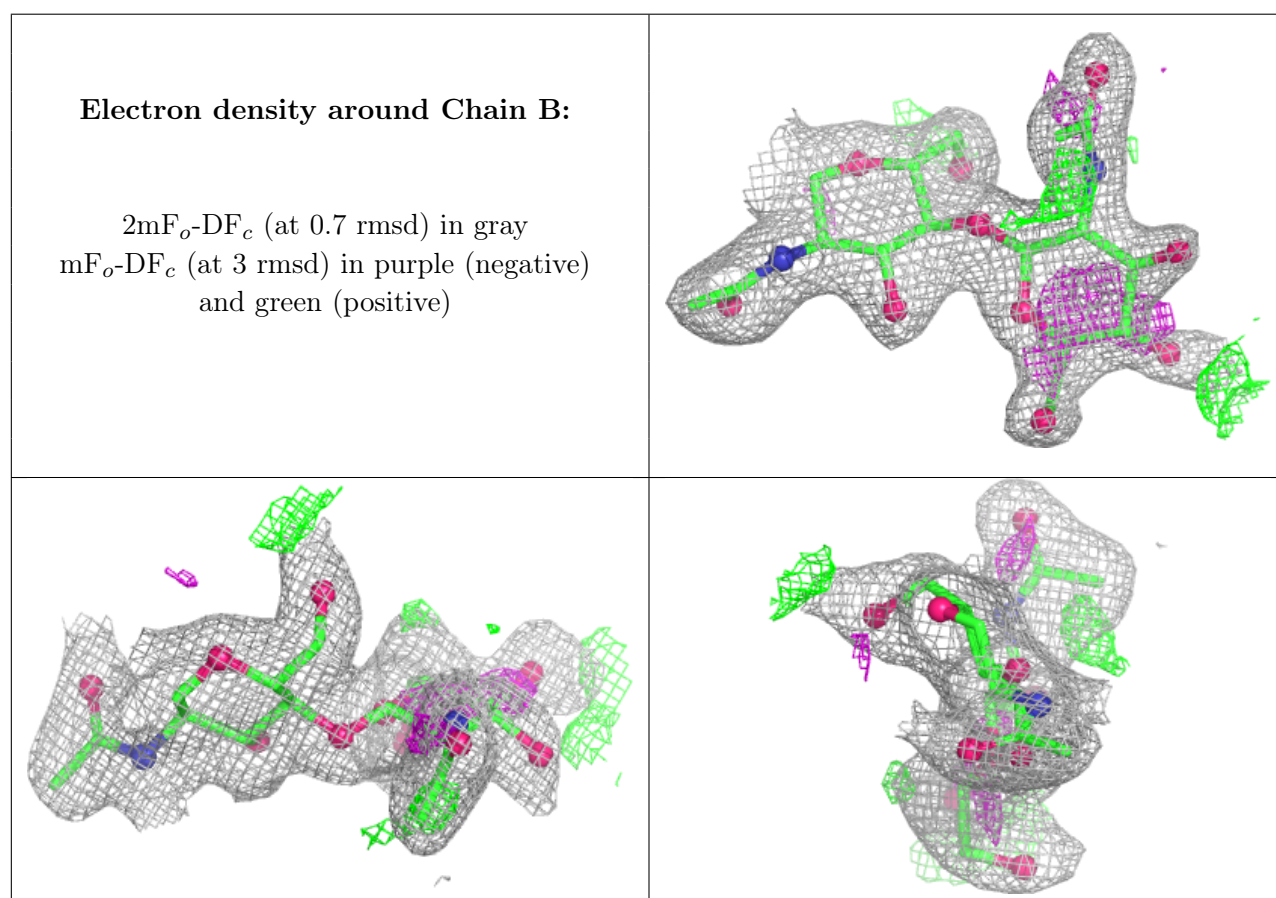 Electron density around Chain B:
2mFₒ-DF𝒸 (at 0.7 rmsd) in gray
mFₒ-DF𝒸 (at 3 rmsd) in purple (negative)
and green (positive)